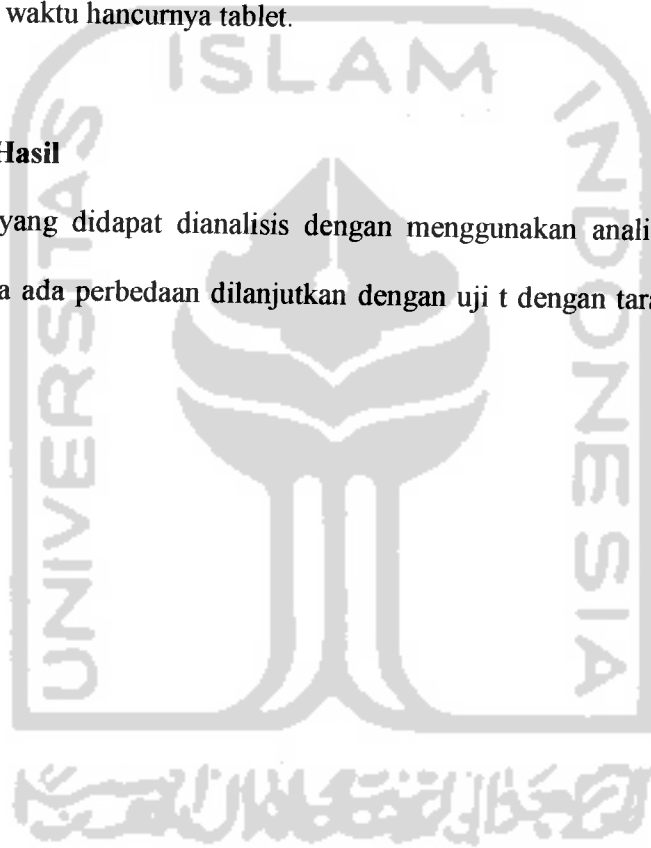 waktu hancurnya tablet.
ISLAM
Hasil
yang didapat dianalisis dengan menggunakan anali
a ada perbedaan dilanjutkan dengan uji t dengan tara
UNIVERSITAS
INDONESIA